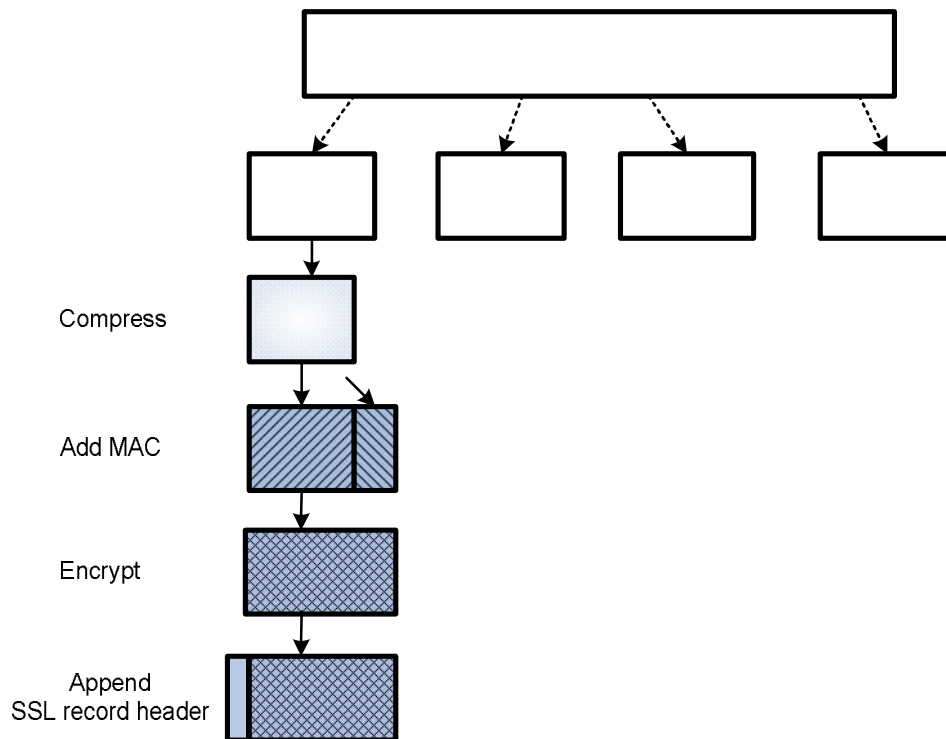 Compress
Add MAC
Encrypt
Append
SSL record header